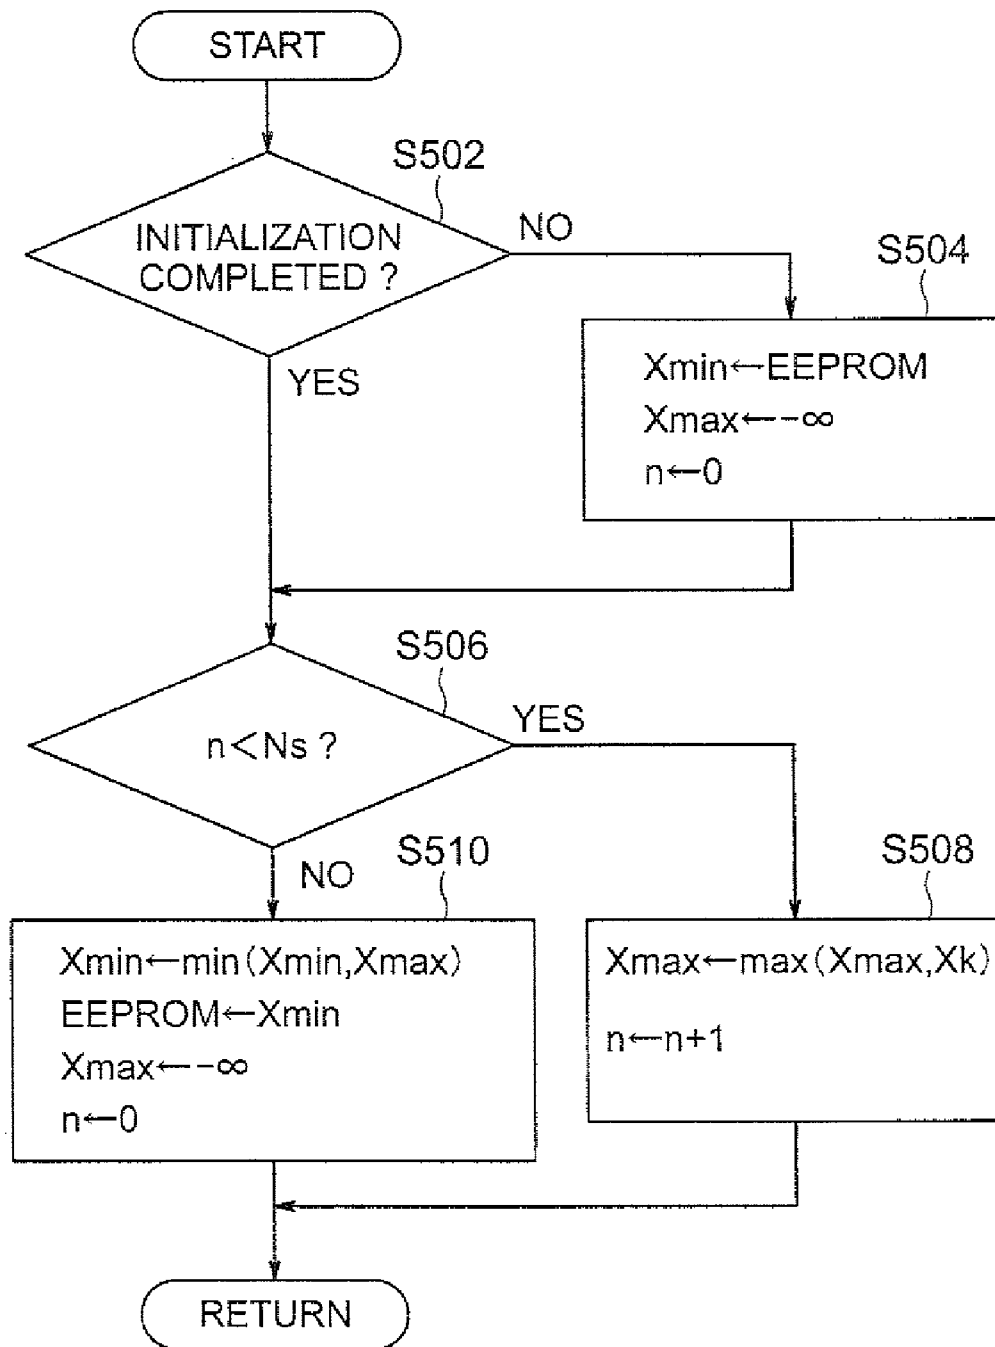 START
S502
INITIALIZATION
COMPLETED ?
NO
YES
S504
Xmin←EEPROM
Xmax←-∞
n←0
S506
n<Ns ?
YES
NO
S510
Xmin←min(Xmin,Xmax)
EEPROM←Xmin
Xmax←-∞
n←0
S508
Xmax←max(Xmax,Xk)
n←n+1
RETURN